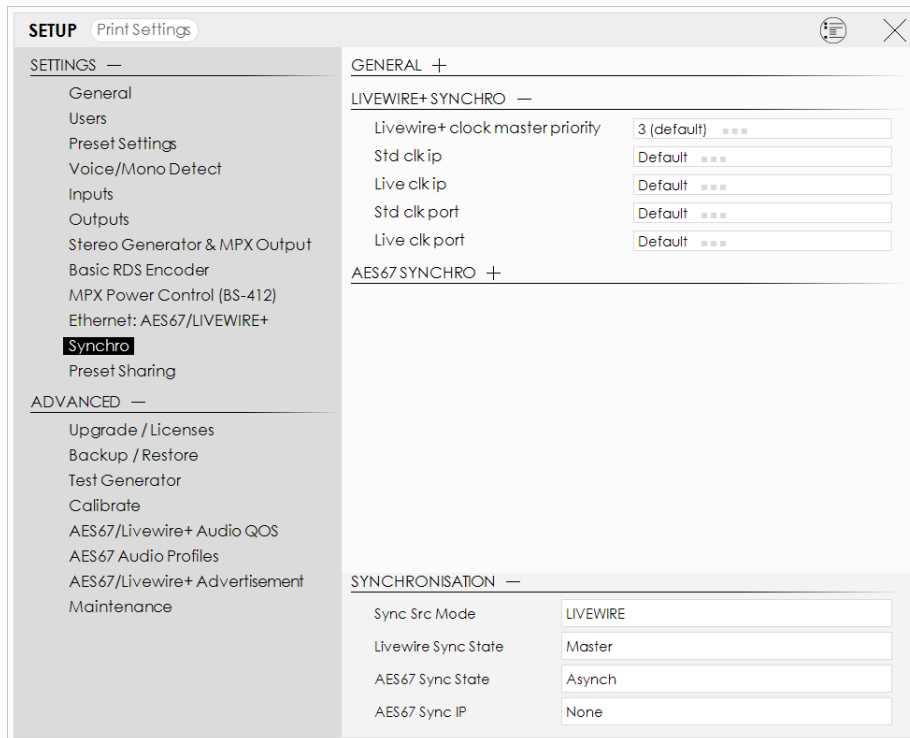 SETUP Print Settings
SETTINGS —
General
Users
Preset Settings
Voice/Mono Detect
Inputs
Outputs
Stereo Generator & MPX Output
Basic RDS Encoder
MPX Power Control (BS-412)
Ethernet: AES67/LIVEWIRE+
Synchro
Preset Sharing
ADVANCED —
Upgrade / Licenses
Backup / Restore
Test Generator
Calibrate
AES67/Livewire+ Audio QOS
AES67 Audio Profiles
AES67/Livewire+ Advertisement
Maintenance
GENERAL +
LIVEWIRE+ SYNCHRO —
Livewire+ clock master priority 3 (default)
Std clk ip Default
Live clk ip Default
Std clk port Default
Live clk port Default
AES67 SYNCHRO +
SYNCHRONISATION —
Sync Src Mode LIVEWIRE
Livewire Sync State Master
AES67 Sync State Asynch
AES67 Sync IP None